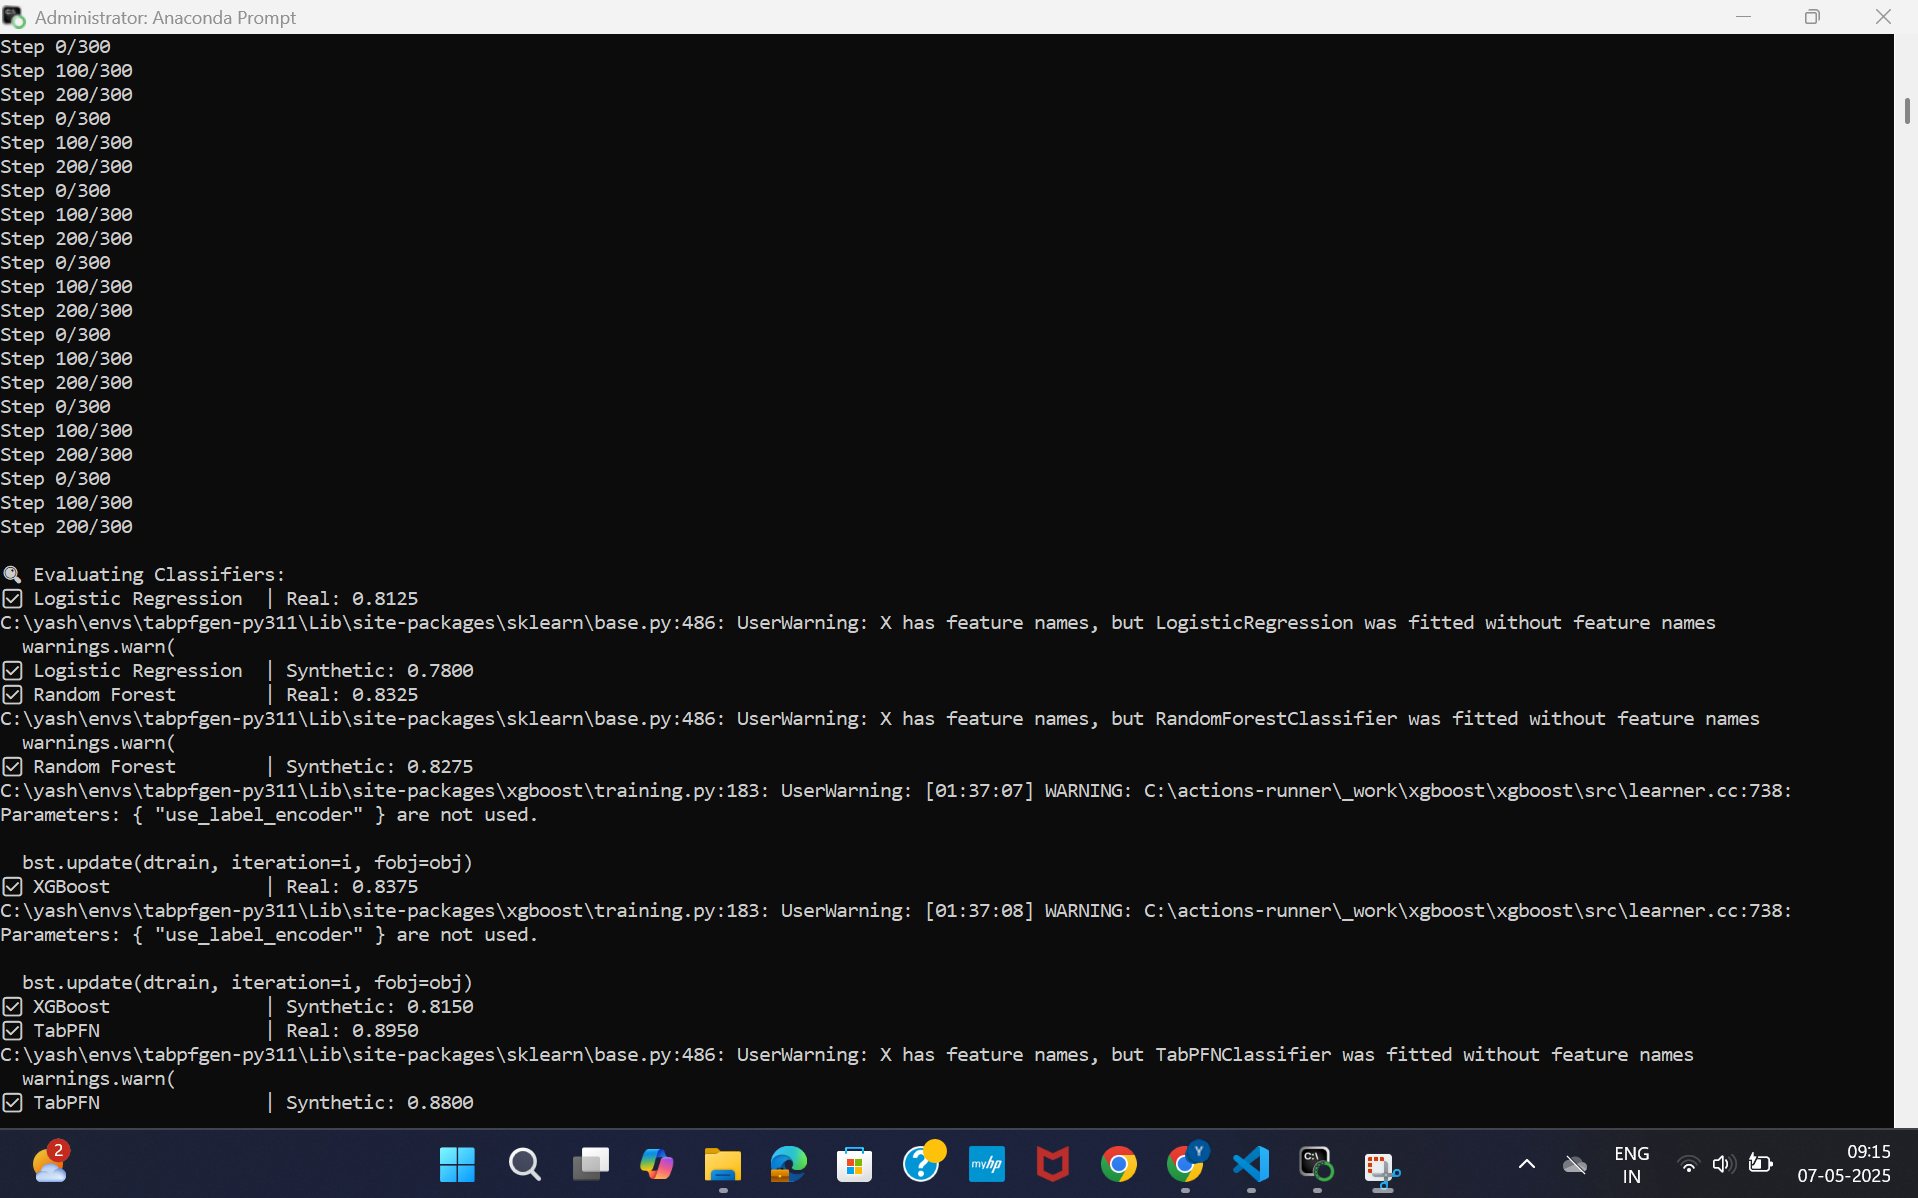 Administrator: Anaconda Prompt
Step 0/300
Step 100/300
Step 200/300
Step 0/300
Step 100/300
Step 200/300
Step 0/300
Step 100/300
Step 200/300
Step 0/300
Step 100/300
Step 200/300
Step 0/300
Step 100/300
Step 200/300
Step 0/300
Step 100/300
Step 200/300
Step 0/300
Step 100/300
Step 200/300
Evaluating Classifiers:
Logistic Regression | Real: 0.8125
C:\yash\envs\tabpfgen-py311\Lib\site-packages\sklearn\base.py:486: UserWarning: X has feature names, but LogisticRegression was fitted without feature names
warnings.warn(
Logistic Regression | Synthetic: 0.7800
Random Forest | Real: 0.8325
C:\yash\envs\tabpfgen-py311\Lib\site-packages\sklearn\base.py:486: UserWarning: X has feature names, but RandomForestClassifier was fitted without feature names
warnings.warn(
Random Forest | Synthetic: 0.8275
C:\yash\envs\tabpfgen-py311\Lib\site-packages\xgboost\training.py:183: UserWarning: [01:37:07] WARNING: C:\actions-runner\_work\xgboost\xgboost\src\learner.cc:738:
Parameters: { "use_label_encoder" } are not used.
bst.update(dtrain, iteration=i, fobj=obj)
XGBoost | Real: 0.8375
C:\yash\envs\tabpfgen-py311\Lib\site-packages\xgboost\training.py:183: UserWarning: [01:37:08] WARNING: C:\actions-runner\_work\xgboost\xgboost\src\learner.cc:738:
Parameters: { "use_label_encoder" } are not used.
bst.update(dtrain, iteration=i, fobj=obj)
XGBoost | Synthetic: 0.8150
TabPFN | Real: 0.8950
C:\yash\envs\tabpfgen-py311\Lib\site-packages\sklearn\base.py:486: UserWarning: X has feature names, but TabPFNClassifier was fitted without feature names
warnings.warn(
TabPFN | Synthetic: 0.8800
2
myhp
Y
C:\
ENG
IN
09:15
07-05-2025